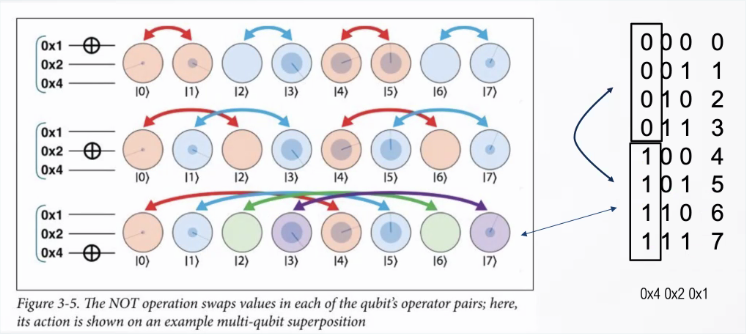 0x1
0x2
0x4
|0⟩ |1⟩ |2⟩ |3⟩ |4⟩ |5⟩ |6⟩ |7⟩
0x1
0x2
0x4
|0⟩ |1⟩ |2⟩ |3⟩ |4⟩ |5⟩ |6⟩ |7⟩
0x1
0x2
0x4
|0⟩ |1⟩ |2⟩ |3⟩ |4⟩ |5⟩ |6⟩ |7⟩
Figure 3-5. The NOT operation swaps values in each of the qubit's operator pairs; here,
its action is shown on an example multi-qubit superposition
0 0 0 0
0 0 1 1
0 1 0 2
0 1 1 3
1 0 0 4
1 0 1 5
1 1 0 6
1 1 1 7
0x4 0x2 0x1